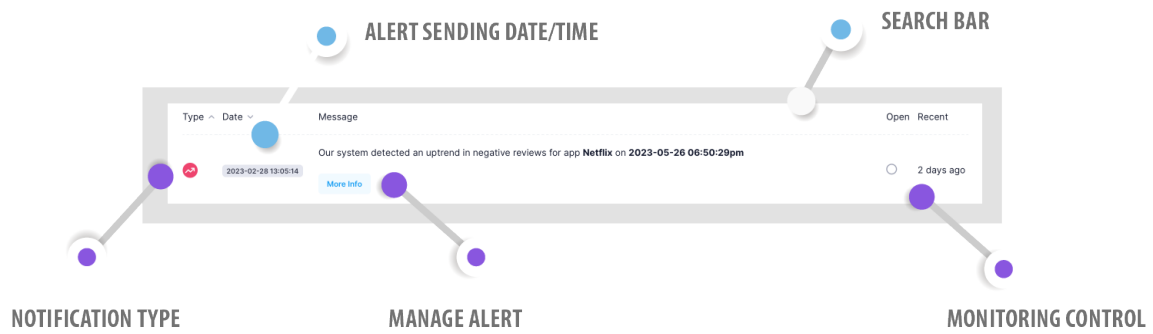 SEARCH BAR
ALERT SENDING DATE/TIME
Type Date Message Open Recent
Our system detected an uptrend in negative reviews for app Netflix on 2023-05-26 06:50:29pm
2023-02-28 13:05:14 2 days ago
More Info
NOTIFICATION TYPE MANAGE ALERT MONITORING CONTROL